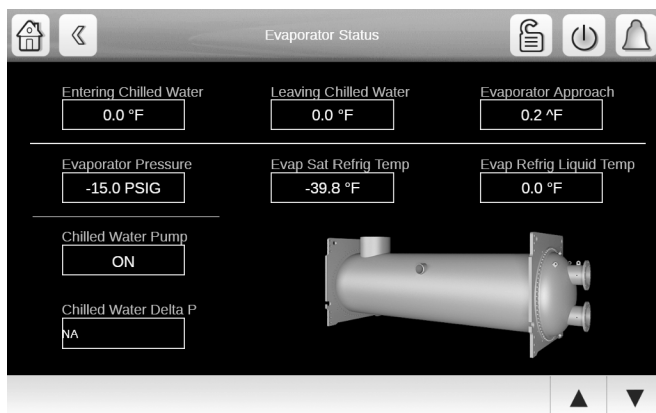 Evaporator Status
Entering Chilled Water Leaving Chilled Water Evaporator Approach
0.0 °F 0.0 °F 0.2 ^F
Evaporator Pressure Evap Sat Refrig Temp Evap Refrig Liquid Temp
-15.0 PSIG -39.8 °F 0.0 °F
Chilled Water Pump
ON
Chilled Water Delta P
NA